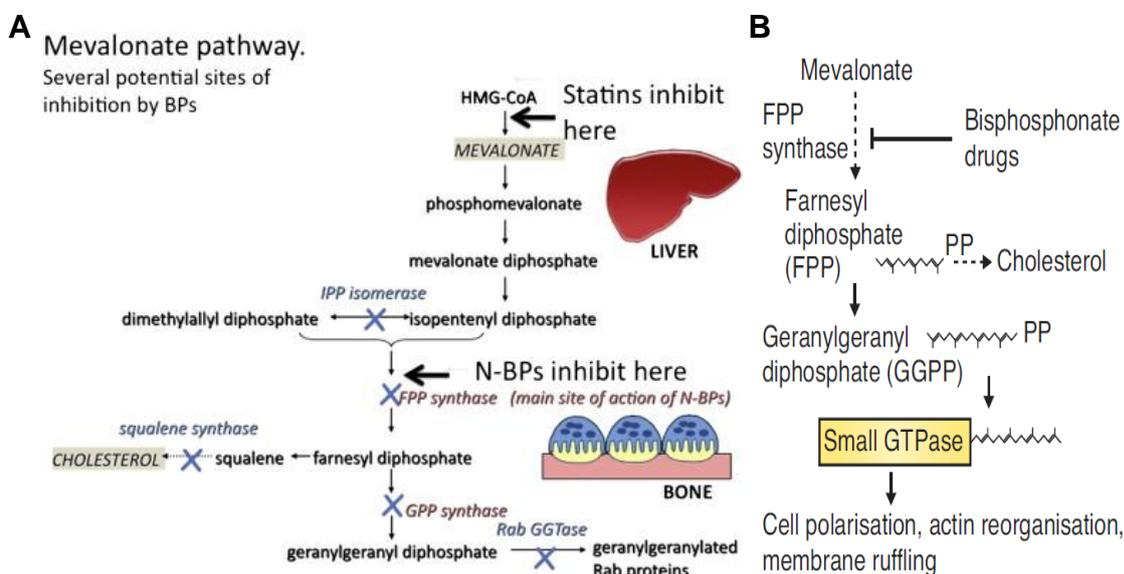 A
Mevalonate pathway.
Several potential sites of
inhibition by BPs
HMG-CoA
Statins inhibit
here
MEVALONATE
phosphomevalonate
LIVER
mevalonate diphosphate
IPP isomerase
dimethylallyl diphosphate
isopentenyl diphosphate
N-BPs inhibit here
FPP synthase (main site of action of N-BPs)
squalene synthase
CHOLESTEROL
squalene
farnesyl diphosphate
BONE
GPP synthase
Rab GGTase
geranylgeranyl diphosphate
geranylgeranylated
Rab proteins
B
Mevalonate
FPP
synthase
Bisphosphonate
drugs
Farnesyl
diphosphate
(FPP)
PP
Cholesterol
Geranylgeranyl
diphosphate (GGPP)
PP
Small GTPase
Cell polarisation, actin reorganisation,
membrane ruffling